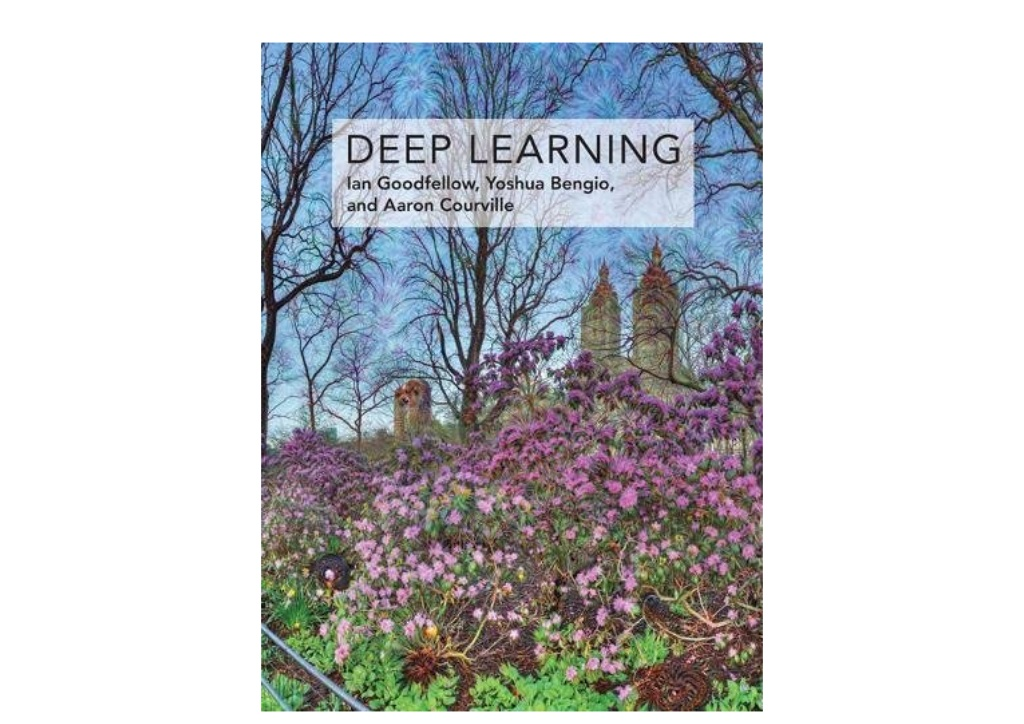 DEEP LEARNING
Ian Goodfellow, Yoshua Bengio,
and Aaron Courville